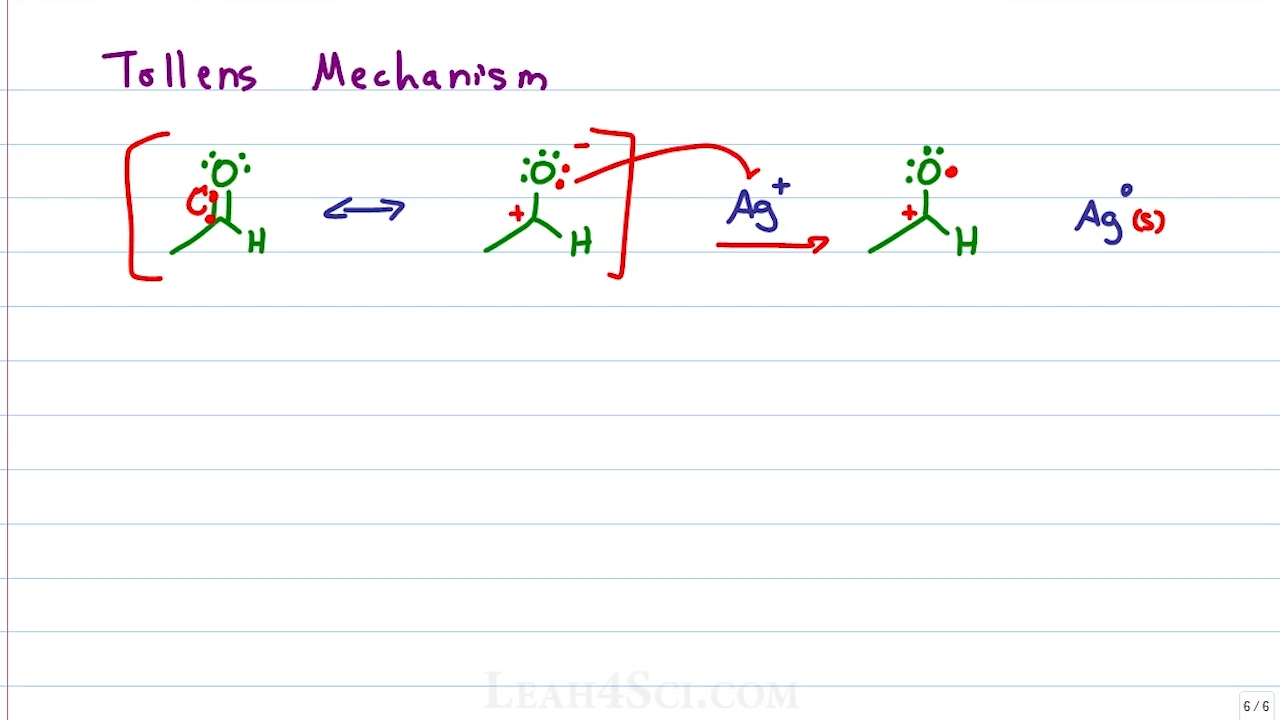 Tollens Mechanism
O O − Ag+ O Ag° (s)
+ +
H H H
Leah4Sci.com
6 / 6